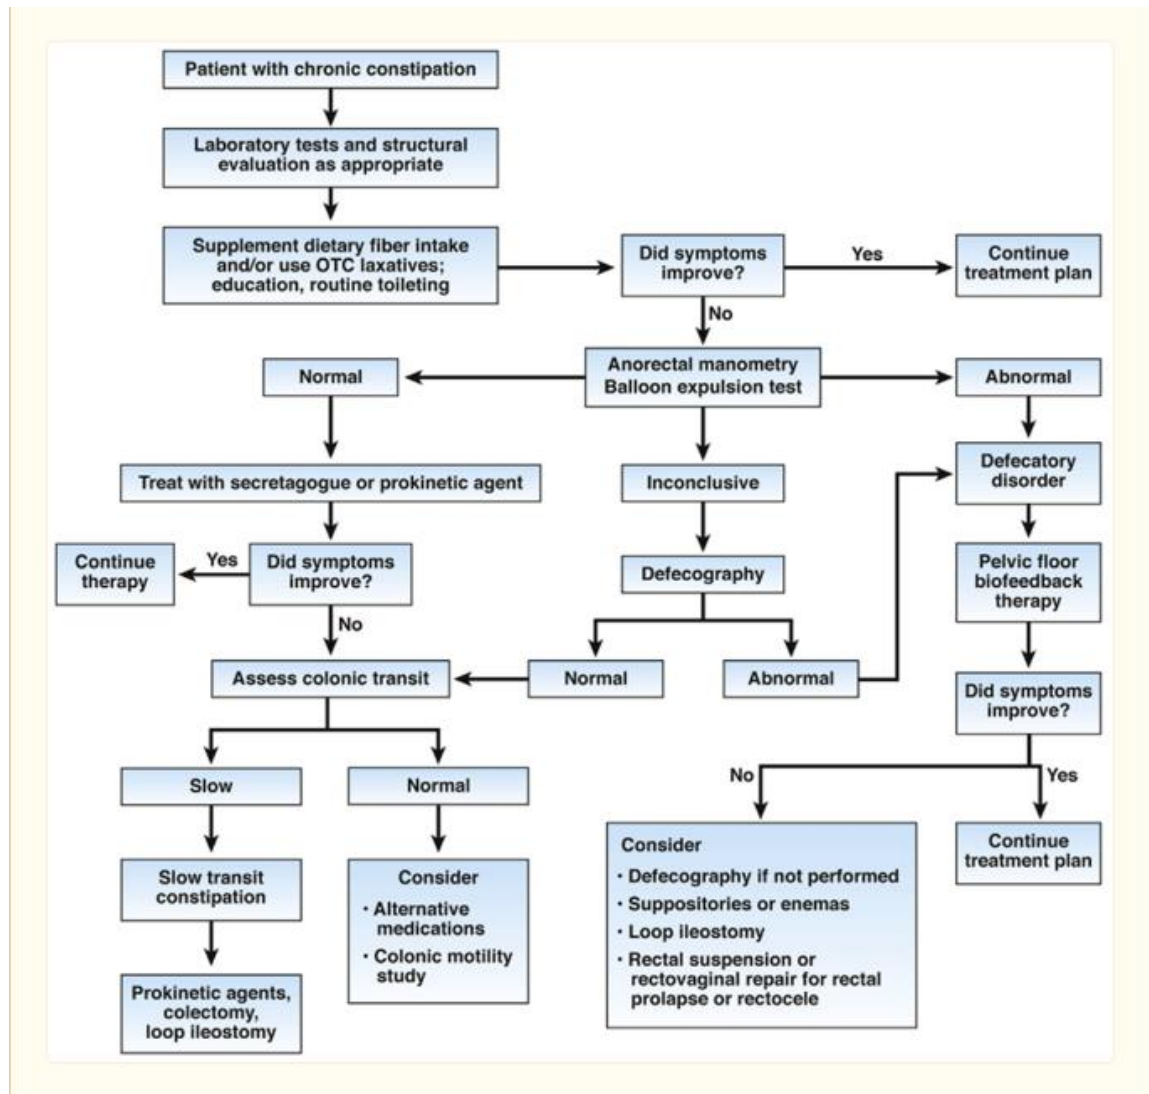 Patient with chronic constipation
Laboratory tests and structural
evaluation as appropriate
Supplement dietary fiber intake
and/or use OTC laxatives;
education, routine toileting
Did symptoms
improve?
Yes
Continue
treatment plan
No
Anorectal manometry
Balloon expulsion test
Normal
Abnormal
Treat with secretagogue or prokinetic agent
Inconclusive
Defecatory
disorder
Continue
therapy
Yes
Did symptoms
improve?
Defecography
Pelvic floor
biofeedback
therapy
No
Assess colonic transit
Normal
Abnormal
Did symptoms
improve?
Slow
Normal
No
Yes
Slow transit
constipation
Consider
· Alternative
medications
· Colonic motility
study
Consider
· Defecography if not performed
· Suppositories or enemas
· Loop ileostomy
· Rectal suspension or
rectovaginal repair for rectal
prolapse or rectocele
Continue
treatment plan
Prokinetic agents,
colectomy,
loop ileostomy